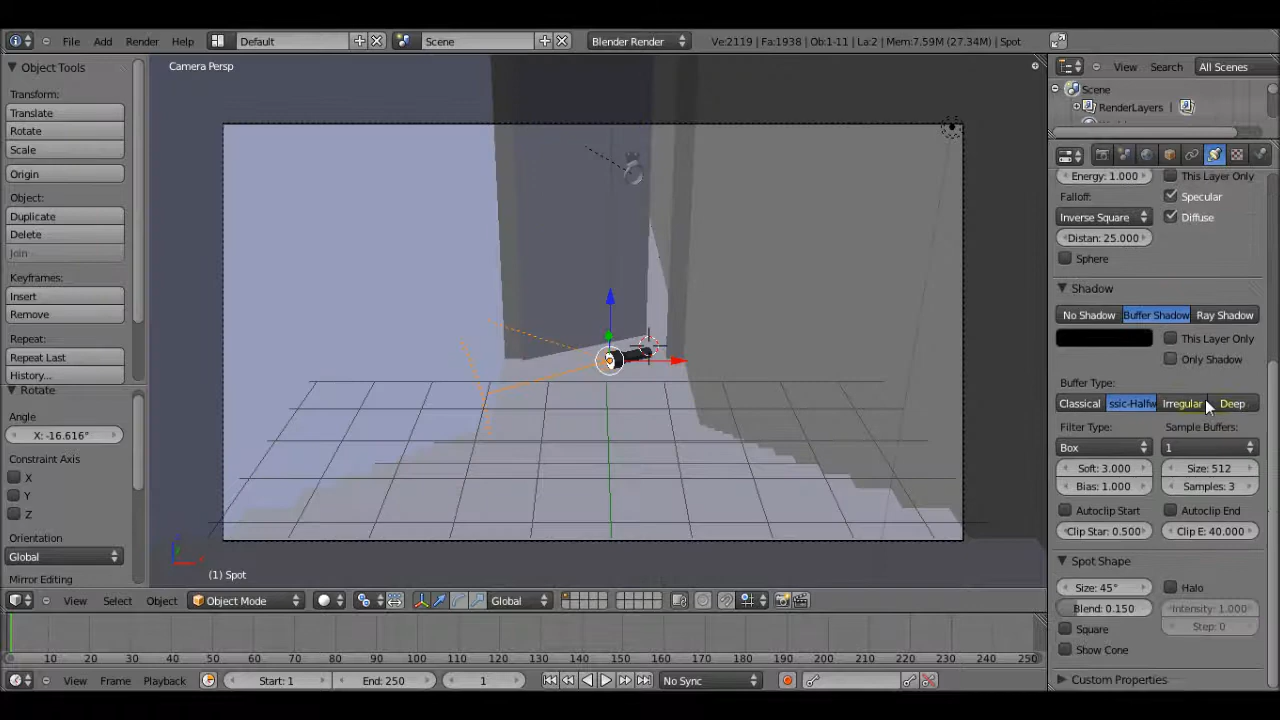 File Add Render Help Default Scene Blender Render Ve:2119 | Fa:1938 | Ob:1-11 | La:2 | Mem:7.59M (27.34M) | Spot
View Search All Scenes
Scene
RenderLayers |
Object Tools
Transform:
Translate
Rotate
Scale
Origin
Object:
Duplicate
Delete
Join
Keyframes:
Insert
Remove
Repeat:
Repeat Last
History...
Rotate
Angle
X: -16.616°
Constraint Axis
X
Y
Z
Orientation
Global
Mirror Editing
Camera Persp
(1) Spot
Energy: 1.000 This Layer Only
Falloff: Specular
Inverse Square Diffuse
Distan: 25.000
Sphere
Shadow
No Shadow Buffer Shadow Ray Shadow
This Layer Only
Only Shadow
Buffer Type:
Classical ssic-Halfw Irregular Deep
Filter Type: Sample Buffers:
Box 1
Soft: 3.000 Size: 512
Bias: 1.000 Samples: 3
Autoclip Start Autoclip End
Clip Star: 0.500 Clip E: 40.000
Spot Shape
Size: 45° Halo
Blend: 0.150 Intensity: 1.000
Square Step: 0
Show Cone
Custom Properties
View Select Object Object Mode Global
0 10 20 30 40 50 60 70 80 90 100 110 120 130 140 150 160 170 180 190 200 210 220 230 240 250
View Frame Playback Start: 1 End: 250 1 No Sync